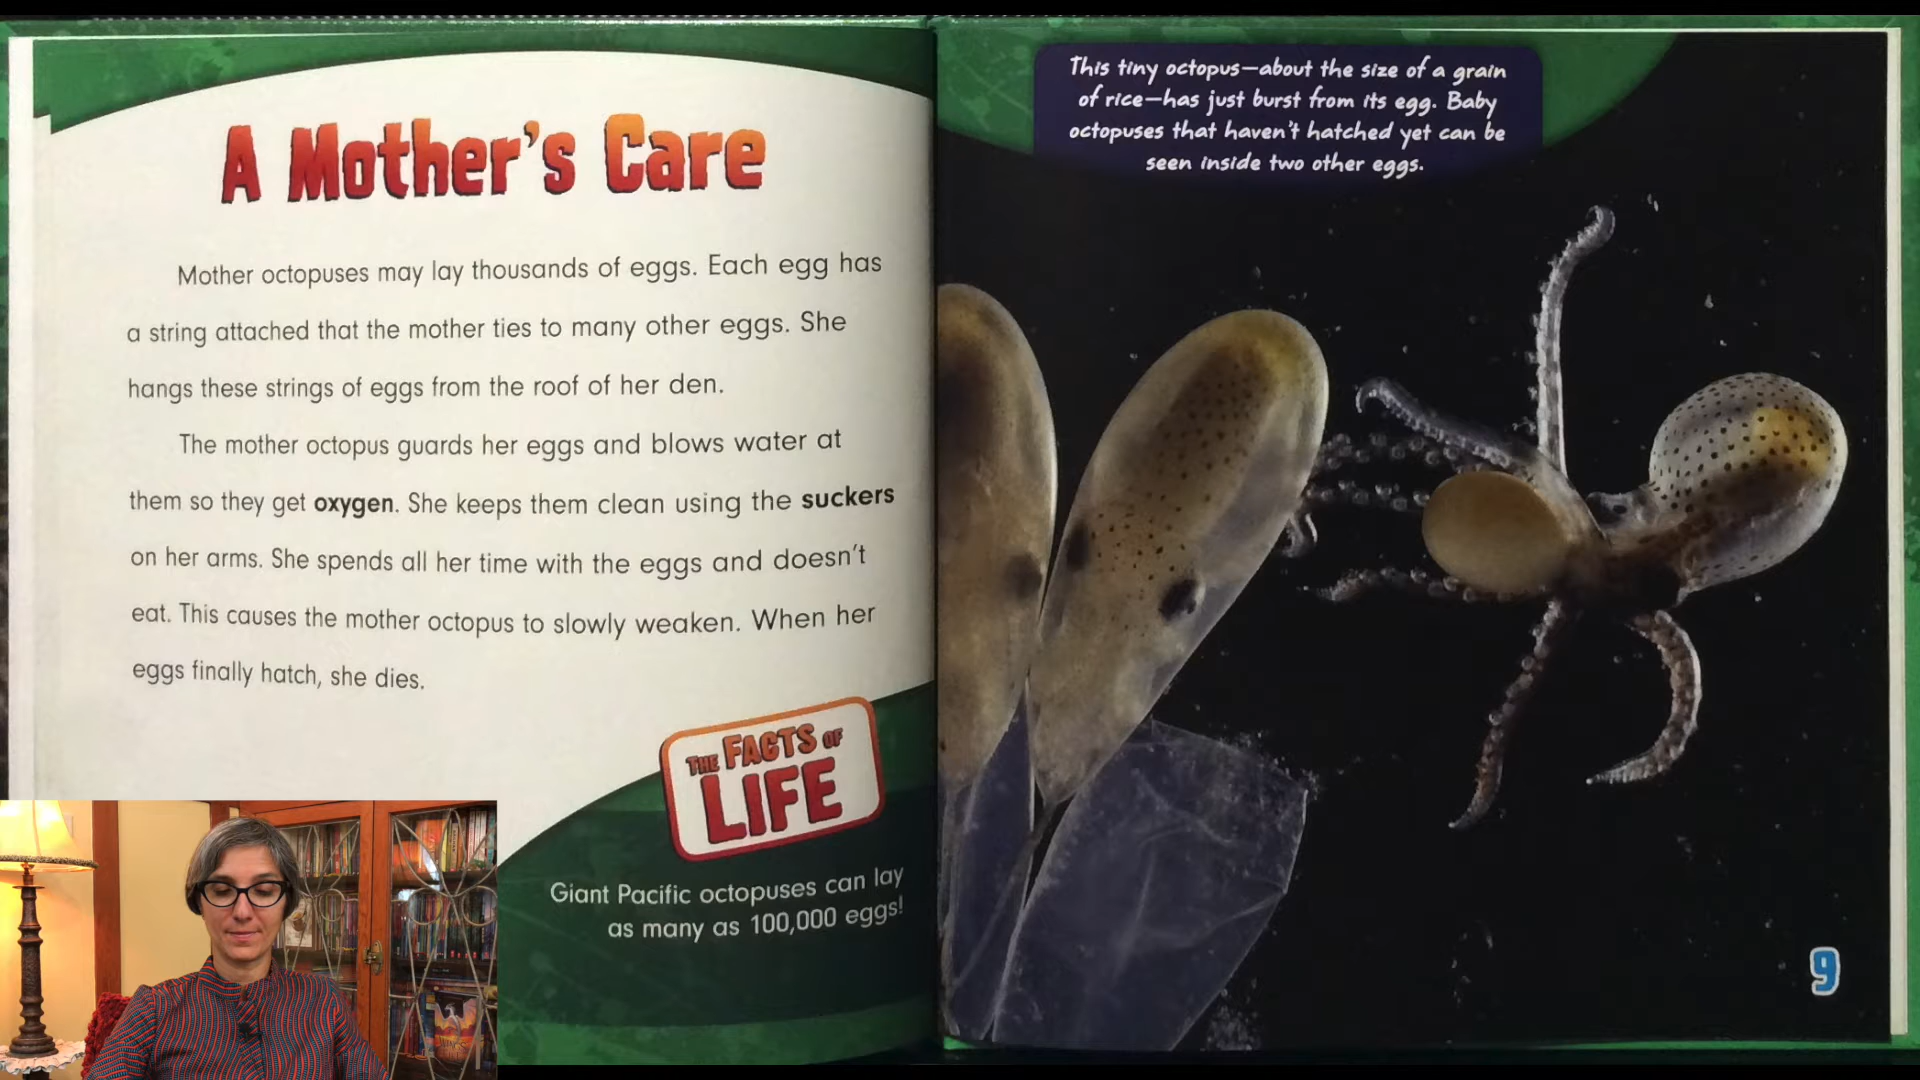 A Mother's Care
Mother octopuses may lay thousands of eggs. Each egg has
a string attached that the mother ties to many other eggs. She
hangs these strings of eggs from the roof of her den.
The mother octopus guards her eggs and blows water at
them so they get oxygen. She keeps them clean using the suckers
on her arms. She spends all her time with the eggs and doesn't
eat. This causes the mother octopus to slowly weaken. When her
eggs finally hatch, she dies.
THE FACTS OF
LIFE
Giant Pacific octopuses can lay
as many as 100,000 eggs!
This tiny octopus—about the size of a grain
of rice—has just burst from its egg. Baby
octopuses that haven't hatched yet can be
seen inside two other eggs.
9